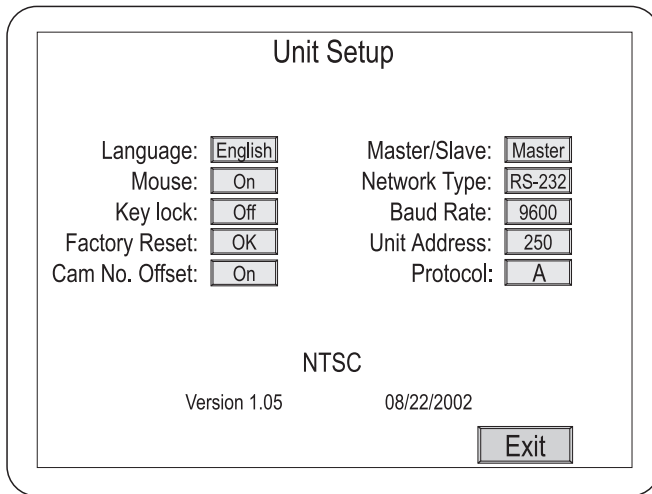 Unit Setup
Language: English Master/Slave: Master
Mouse: On Network Type: RS-232
Key lock: Off Baud Rate: 9600
Factory Reset: OK Unit Address: 250
Cam No. Offset: On Protocol: A
NTSC
Version 1.05 08/22/2002
Exit